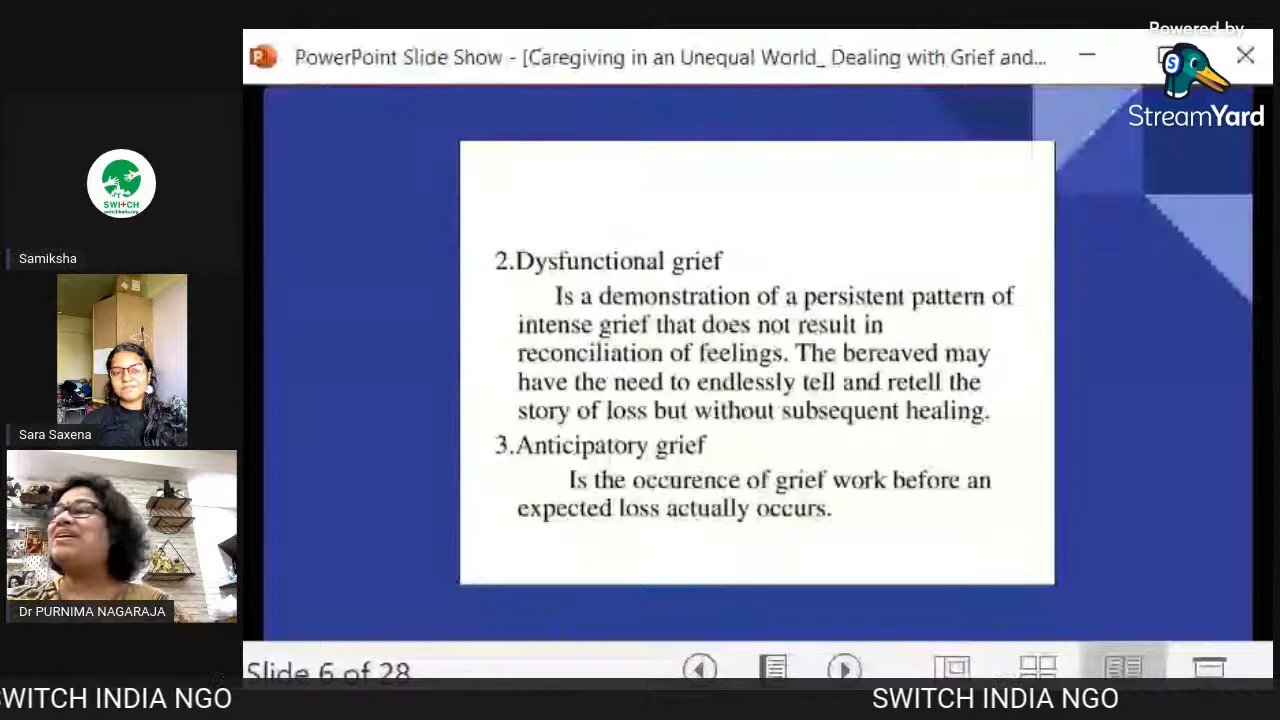 Powered by
StreamYard
PowerPoint Slide Show - [Caregiving in an Unequal World_ Dealing with Grief and...
SWITCH
switchindia.org
Samiksha
Sara Saxena
Dr PURNIMA NAGARAJA
2.Dysfunctional grief
Is a demonstration of a persistent pattern of
intense grief that does not result in
reconciliation of feelings. The bereaved may
have the need to endlessly tell and retell the
story of loss but without subsequent healing.
3.Anticipatory grief
Is the occurence of grief work before an
expected loss actually occurs.
Slide 6 of 28
SWITCH INDIA NGO
SWITCH INDIA NGO